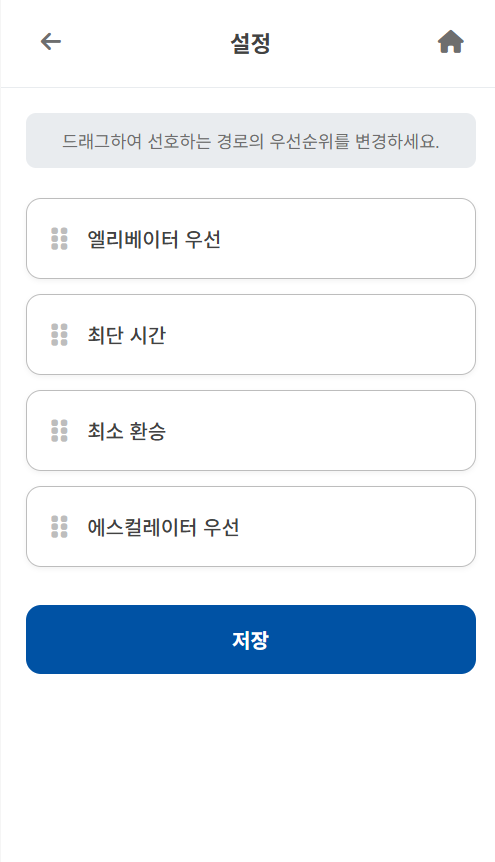 설정
드래그하여 선호하는 경로의 우선순위를 변경하세요.
엘리베이터 우선
최단 시간
최소 환승
에스컬레이터 우선
저장